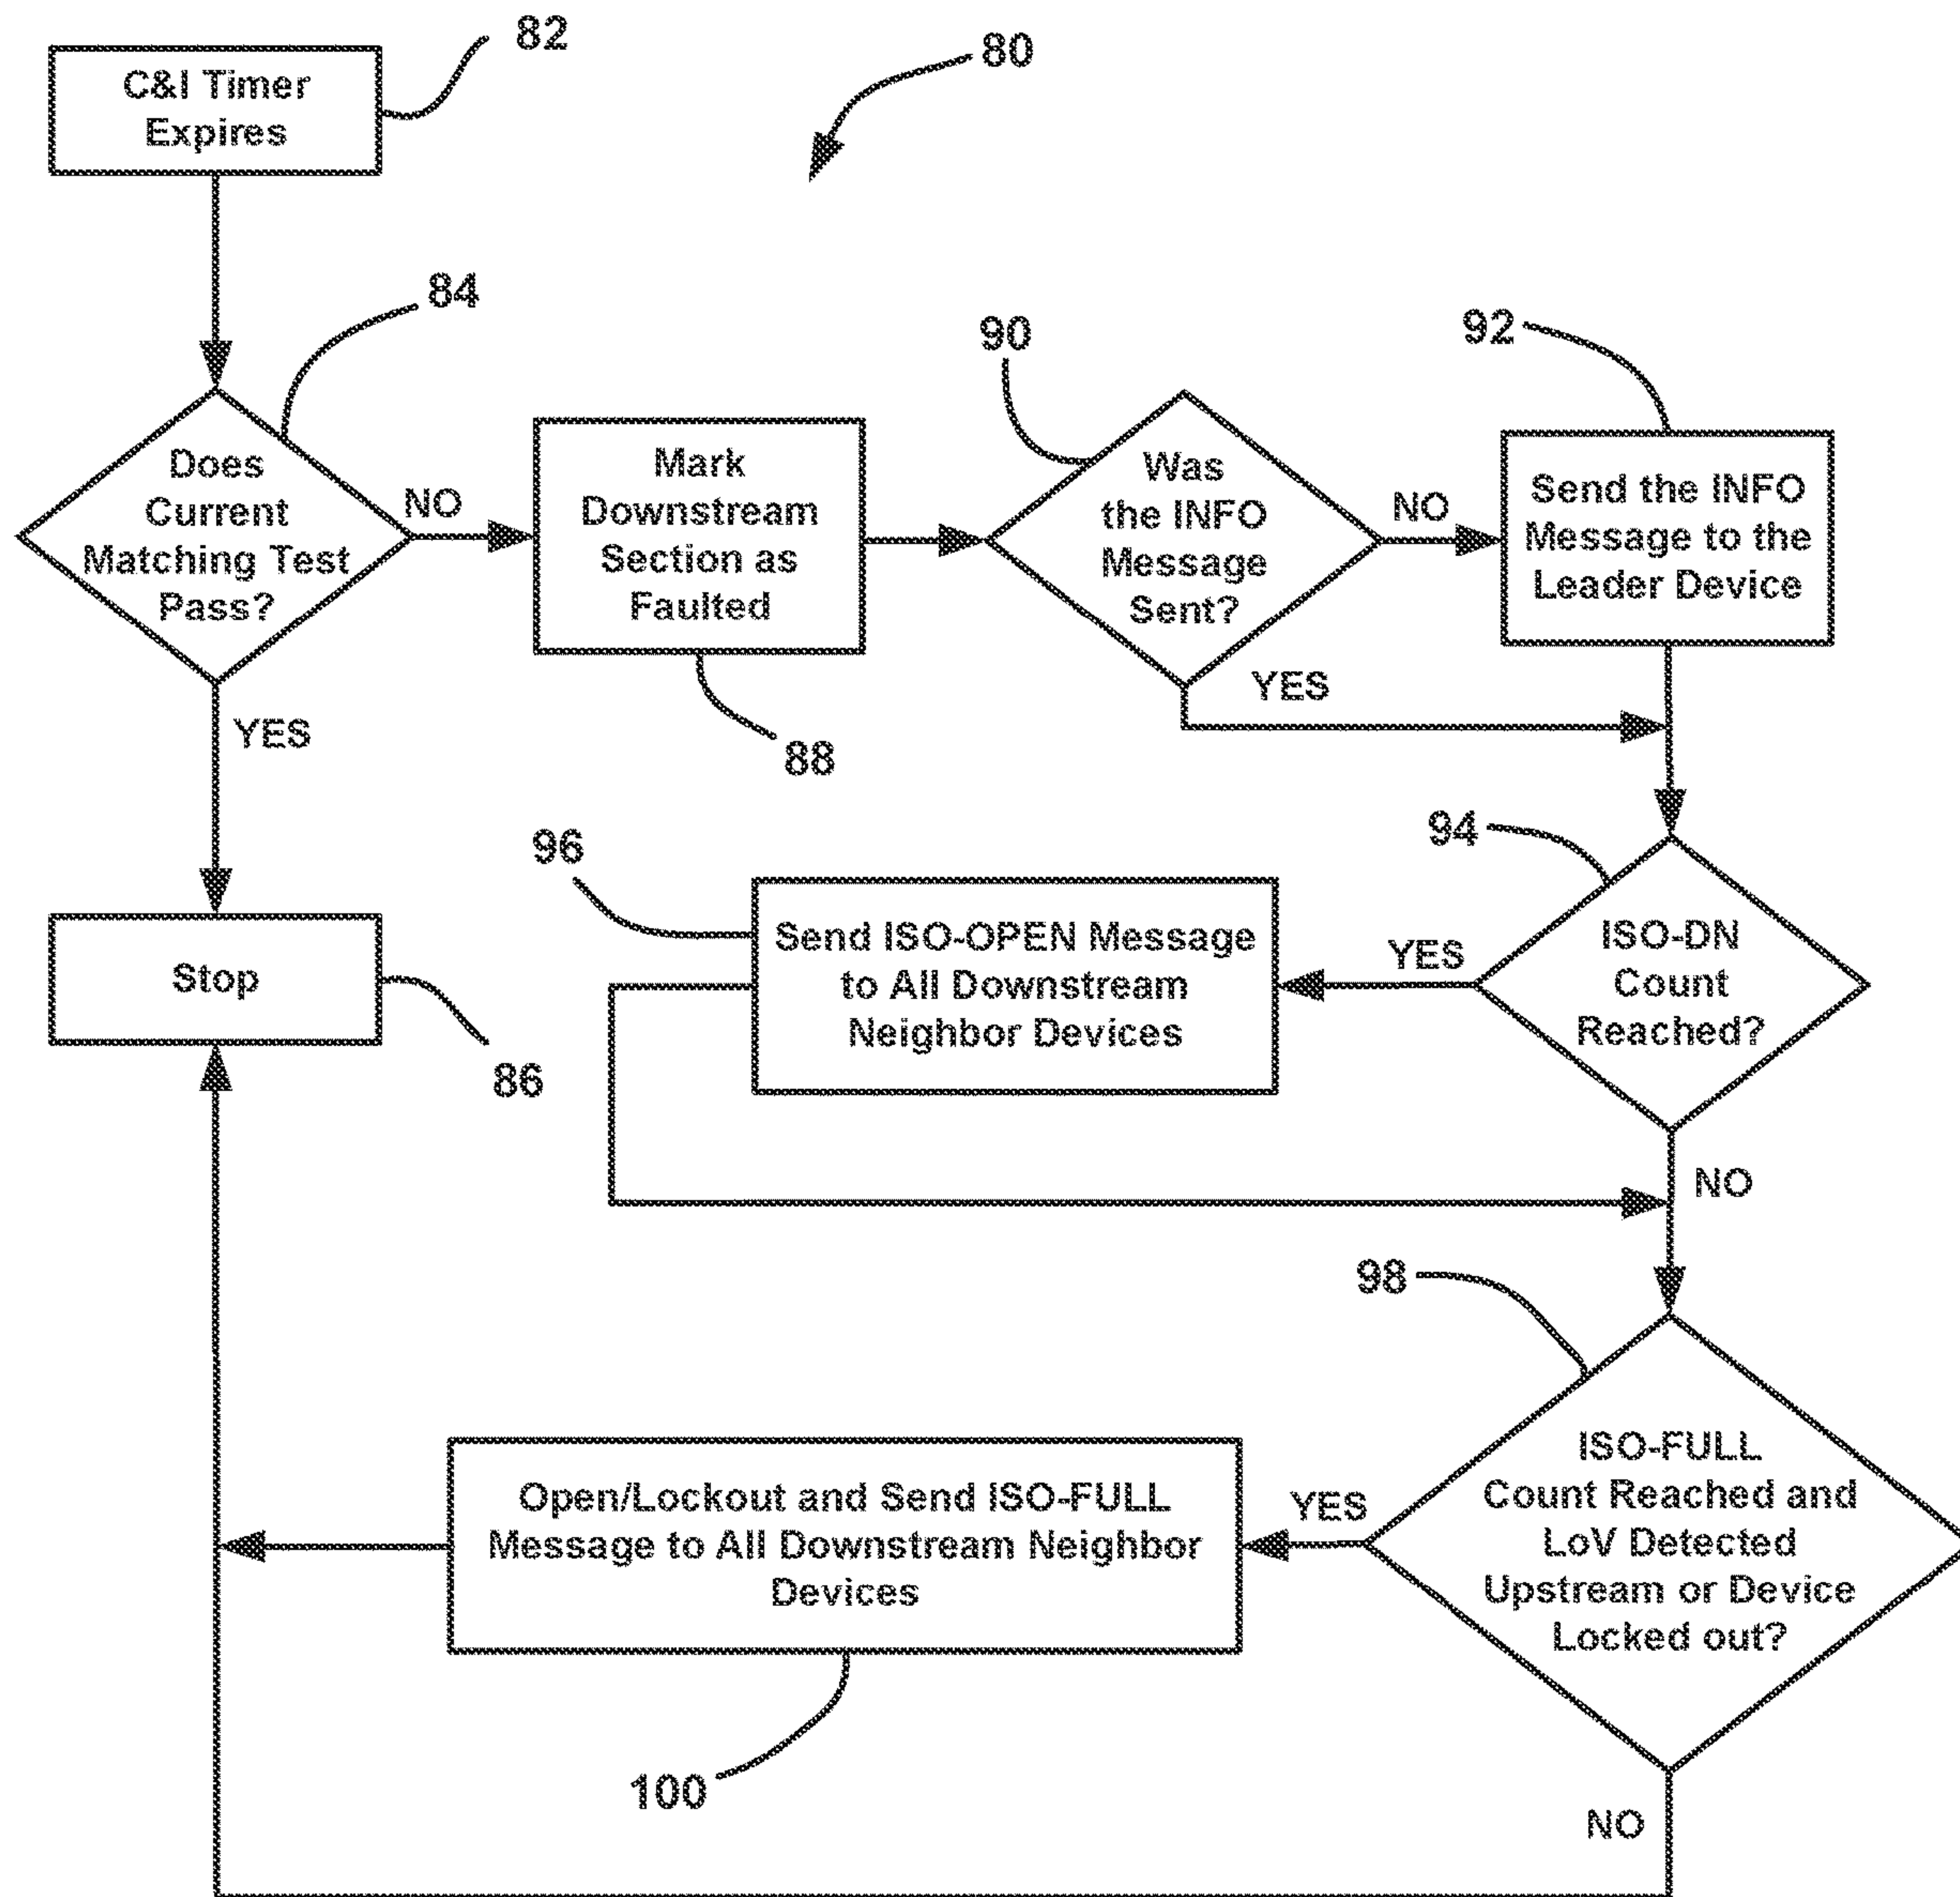 82
80
C&I Timer
Expires
84
90
92
Does
Current
Matching Test
Pass?
NO
Mark
Downstream
Section as
Faulted
Was
the INFO
Message
Sent?
NO
Send the INFO
Message to the
Leader Device
YES
YES
88
94
96
Send ISO-OPEN Message
to All Downstream
Neighbor Devices
YES
ISO-DN
Count
Reached?
Stop
86
NO
98
ISO-FULL
Count Reached and
LoV Detected
Upstream or Device
Locked out?
YES
Open/Lockout and Send ISO-FULL
Message to All Downstream Neighbor
Devices
100
NO